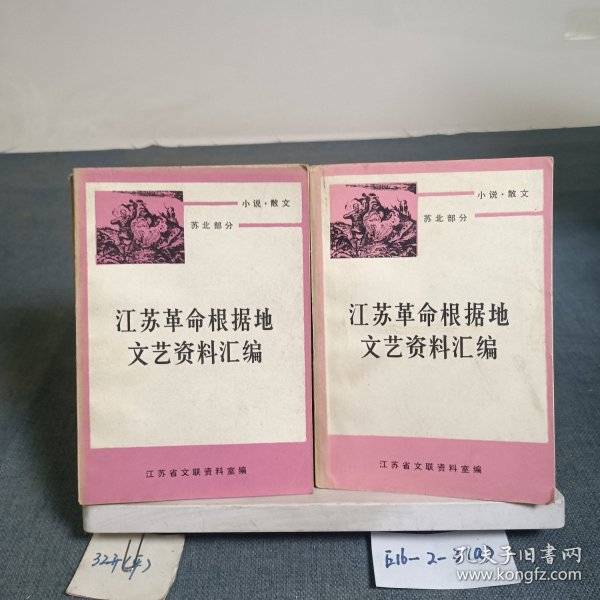 小说·散文
苏北部分
江苏革命根据地
文艺资料汇编
江苏省文联资料室编
小说·散文
苏北部分
江苏革命根据地
文艺资料汇编
江苏省文联资料室编
E16-2-
孔夫子旧书网
www.kongfz.com